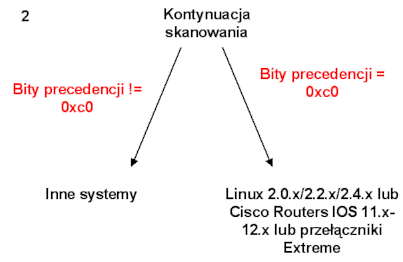 2
Kontynuacja
skanowania
Bity precedencji !=
0xc0
Bity precedencji =
0xc0
Inne systemy
Linux 2.0.x/2.2.x/2.4.x lub
Cisco Routers IOS 11.x-
12.x lub przełączniki
Extreme